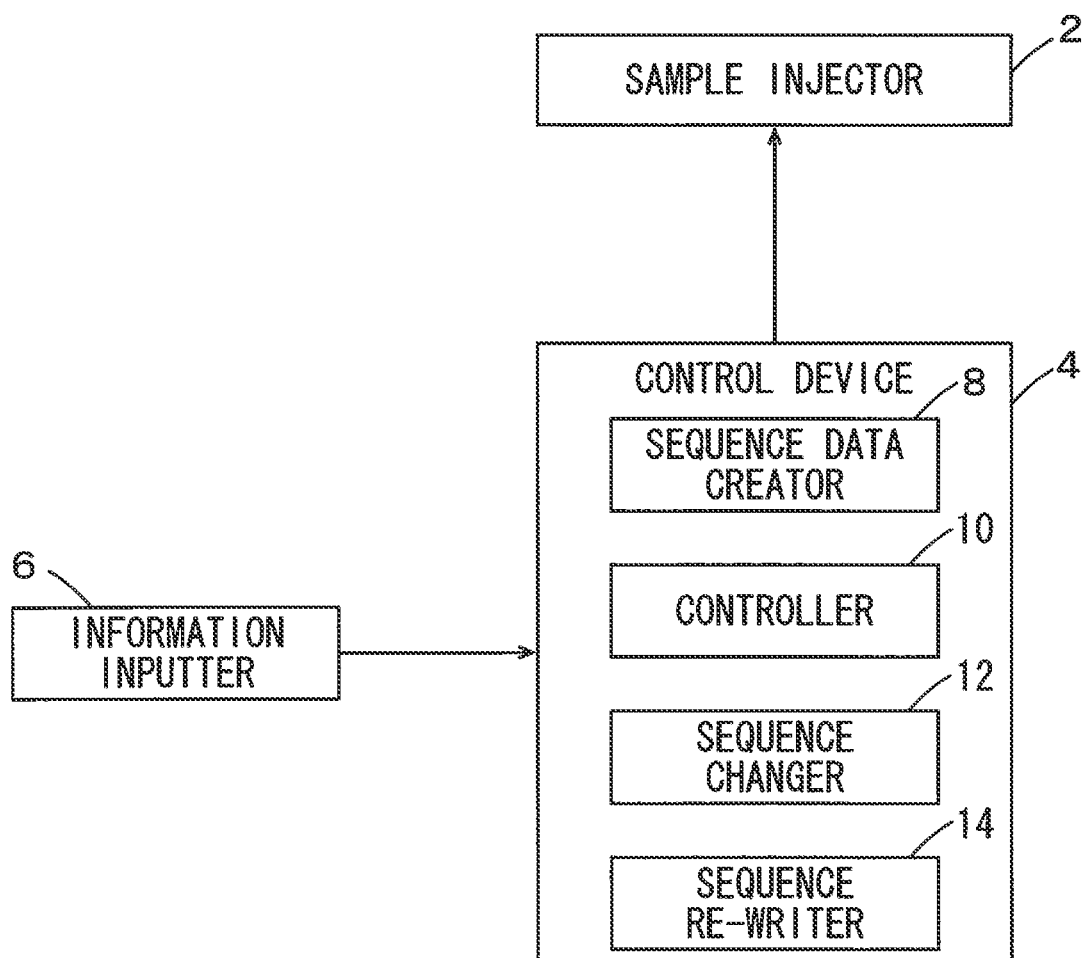 2
SAMPLE INJECTOR
CONTROL DEVICE
4
8
SEQUENCE DATA
CREATOR
10
CONTROLLER
6
INFORMATION
INPUTTER
12
SEQUENCE
CHANGER
14
SEQUENCE
RE-WRITER